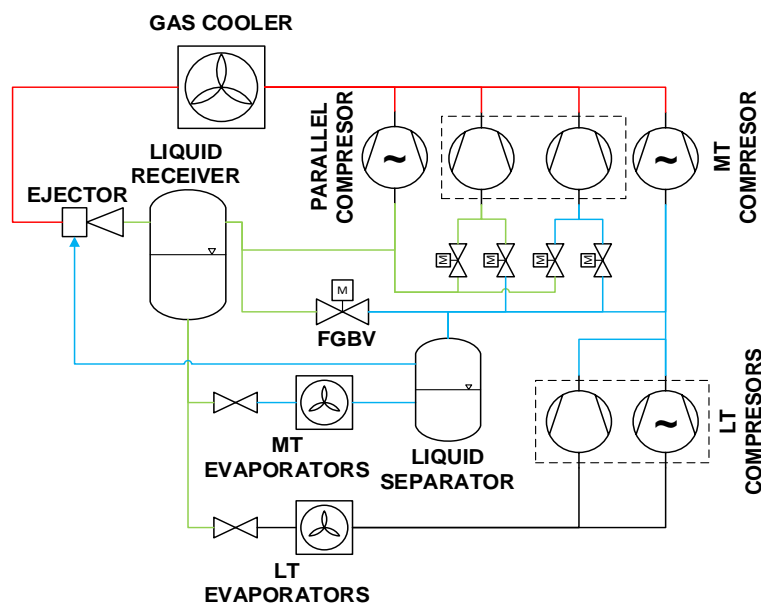 GAS COOLER
PARALLEL
COMPRESOR
MT
COMPRESOR
~
~
LIQUID
RECEIVER
EJECTOR
M
M
M
M
M
FGBV
MT
EVAPORATORS
LIQUID
SEPARATOR
~
LT
COMPRESORS
LT
EVAPORATORS